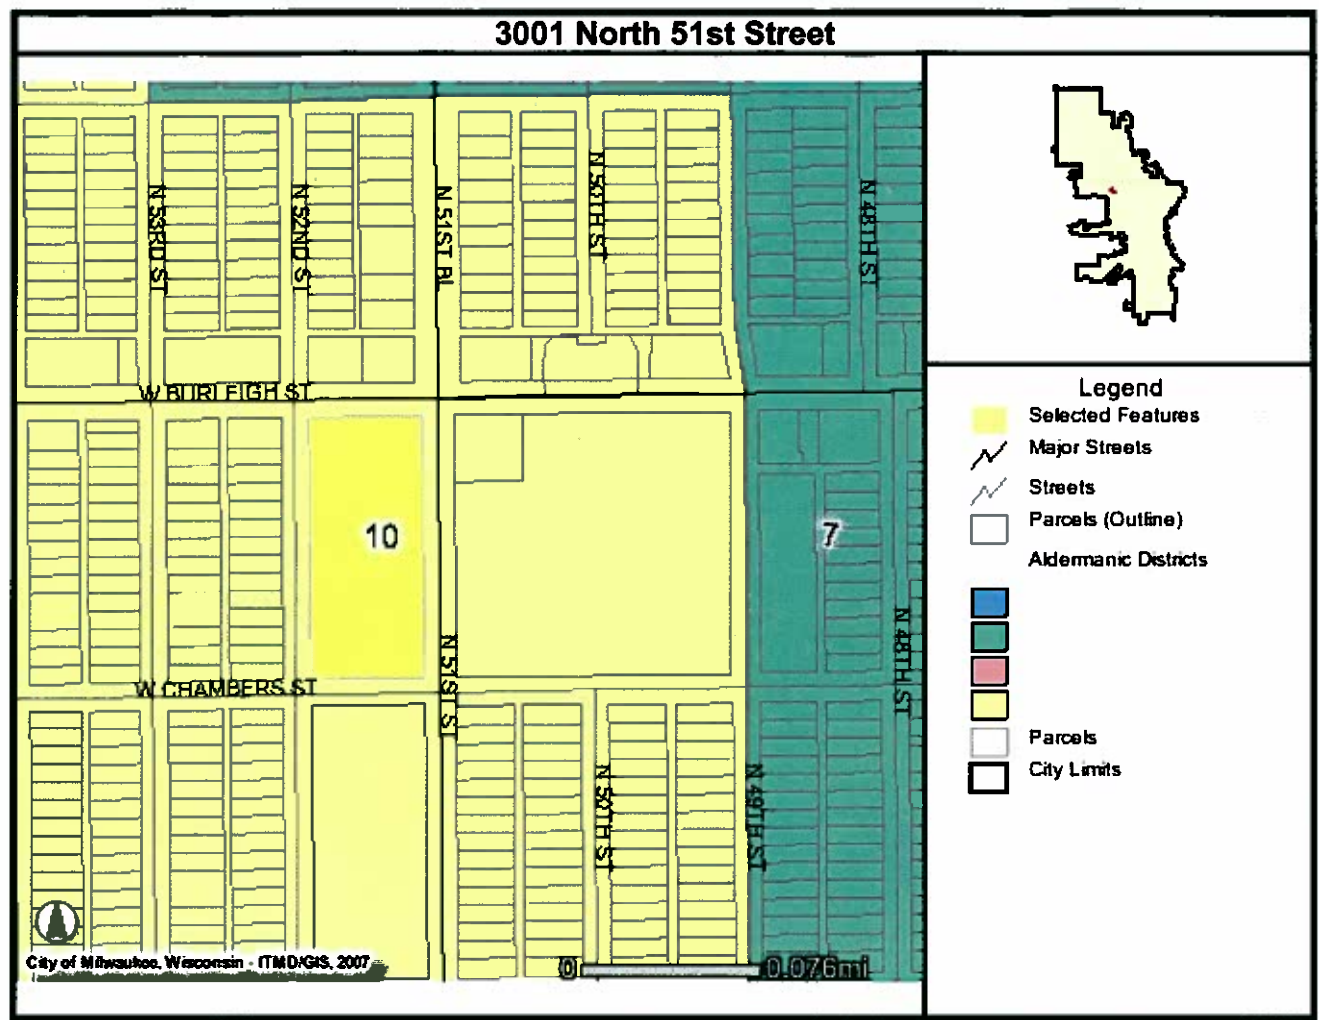 3001 North 51st Street
N 53RD ST
N 52ND ST
N 51ST BL
N 50TH ST
N 48TH ST
W BURLEIGH ST
10
7
N 51ST ST
N 48TH ST
W CHAMBERS ST
N 50TH ST
N 49TH ST
City of Milwaukee, Wisconsin - ITMD/GIS, 2007
0
0.076mi
Legend
Selected Features
Major Streets
Streets
Parcels (Outline)
Aldermanic Districts
Parcels
City Limits